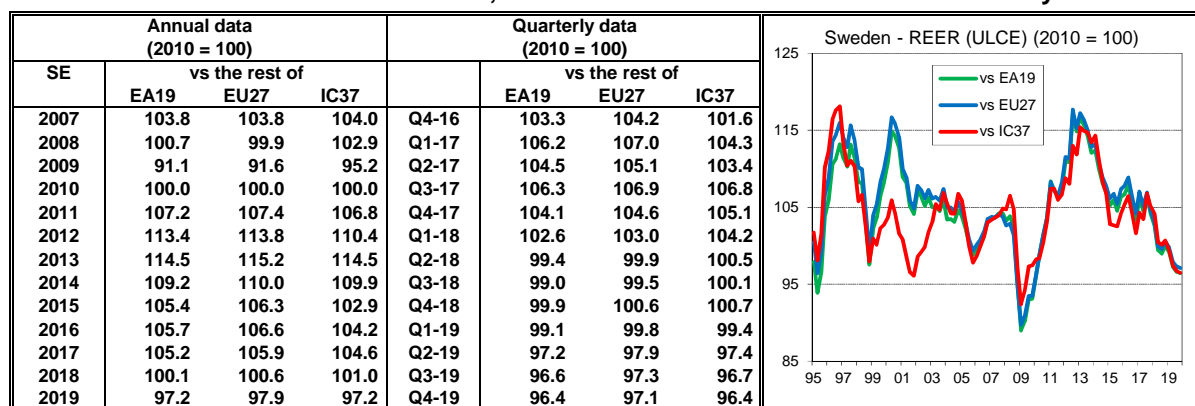 Annual data Quarterly data
(2010 = 100) (2010 = 100)
SE vs the rest of vs the rest of
EA19 EU27 IC37 EA19 EU27 IC37
2007 103.8 103.8 104.0 Q4-16 103.3 104.2 101.6
2008 100.7 99.9 102.9 Q1-17 106.2 107.0 104.3
2009 91.1 91.6 95.2 Q2-17 104.5 105.1 103.4
2010 100.0 100.0 100.0 Q3-17 106.3 106.9 106.8
2011 107.2 107.4 106.8 Q4-17 104.1 104.6 105.1
2012 113.4 113.8 110.4 Q1-18 102.6 103.0 104.2
2013 114.5 115.2 114.5 Q2-18 99.4 99.9 100.5
2014 109.2 110.0 109.9 Q3-18 99.0 99.5 100.1
2015 105.4 106.3 102.9 Q4-18 99.9 100.6 100.7
2016 105.7 106.6 104.2 Q1-19 99.1 99.8 99.4
2017 105.2 105.9 104.6 Q2-19 97.2 97.9 97.4
2018 100.1 100.6 101.0 Q3-19 96.6 97.3 96.7
2019 97.2 97.9 97.2 Q4-19 96.4 97.1 96.4
Sweden - REER (ULCE) (2010 = 100)
125
vs EA19
vs EU27
vs IC37
115
105
95
85
95 97 99 01 03 05 07 09 11 13 15 17 19